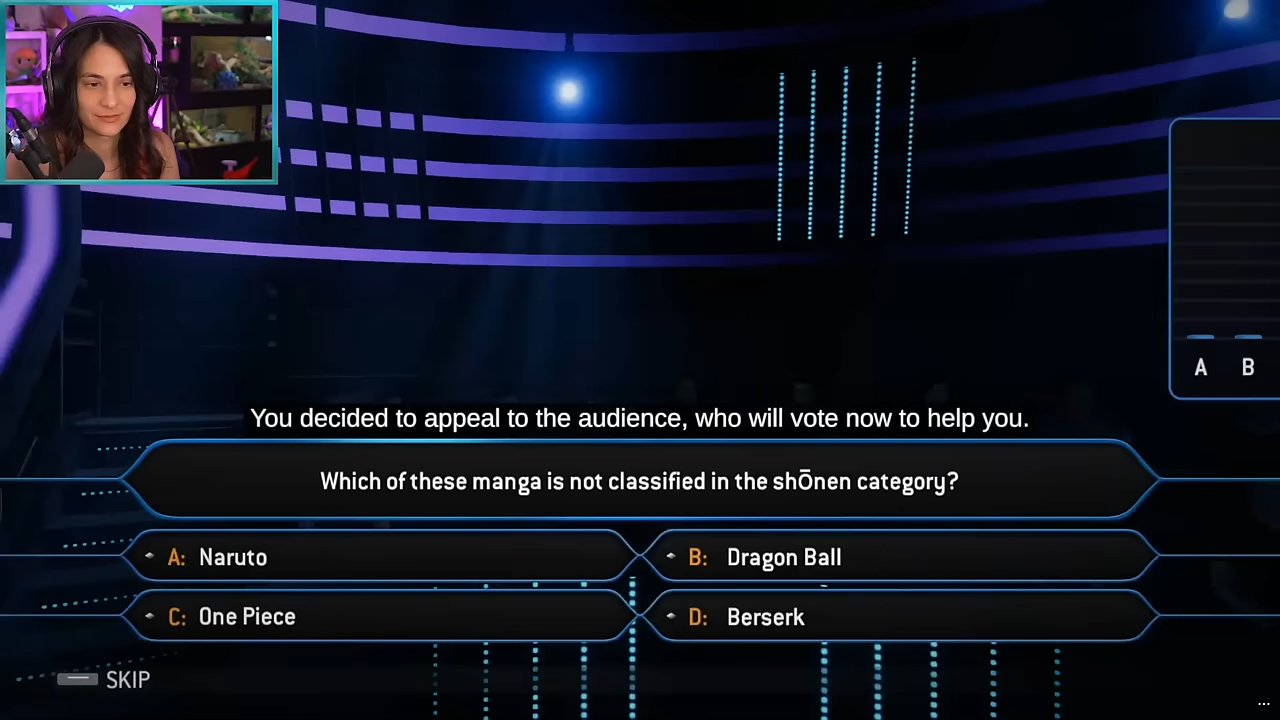 A B
You decided to appeal to the audience, who will vote now to help you.
Which of these manga is not classified in the shŌnen category?
A: Naruto
B: Dragon Ball
C: One Piece
D: Berserk
SKIP
...